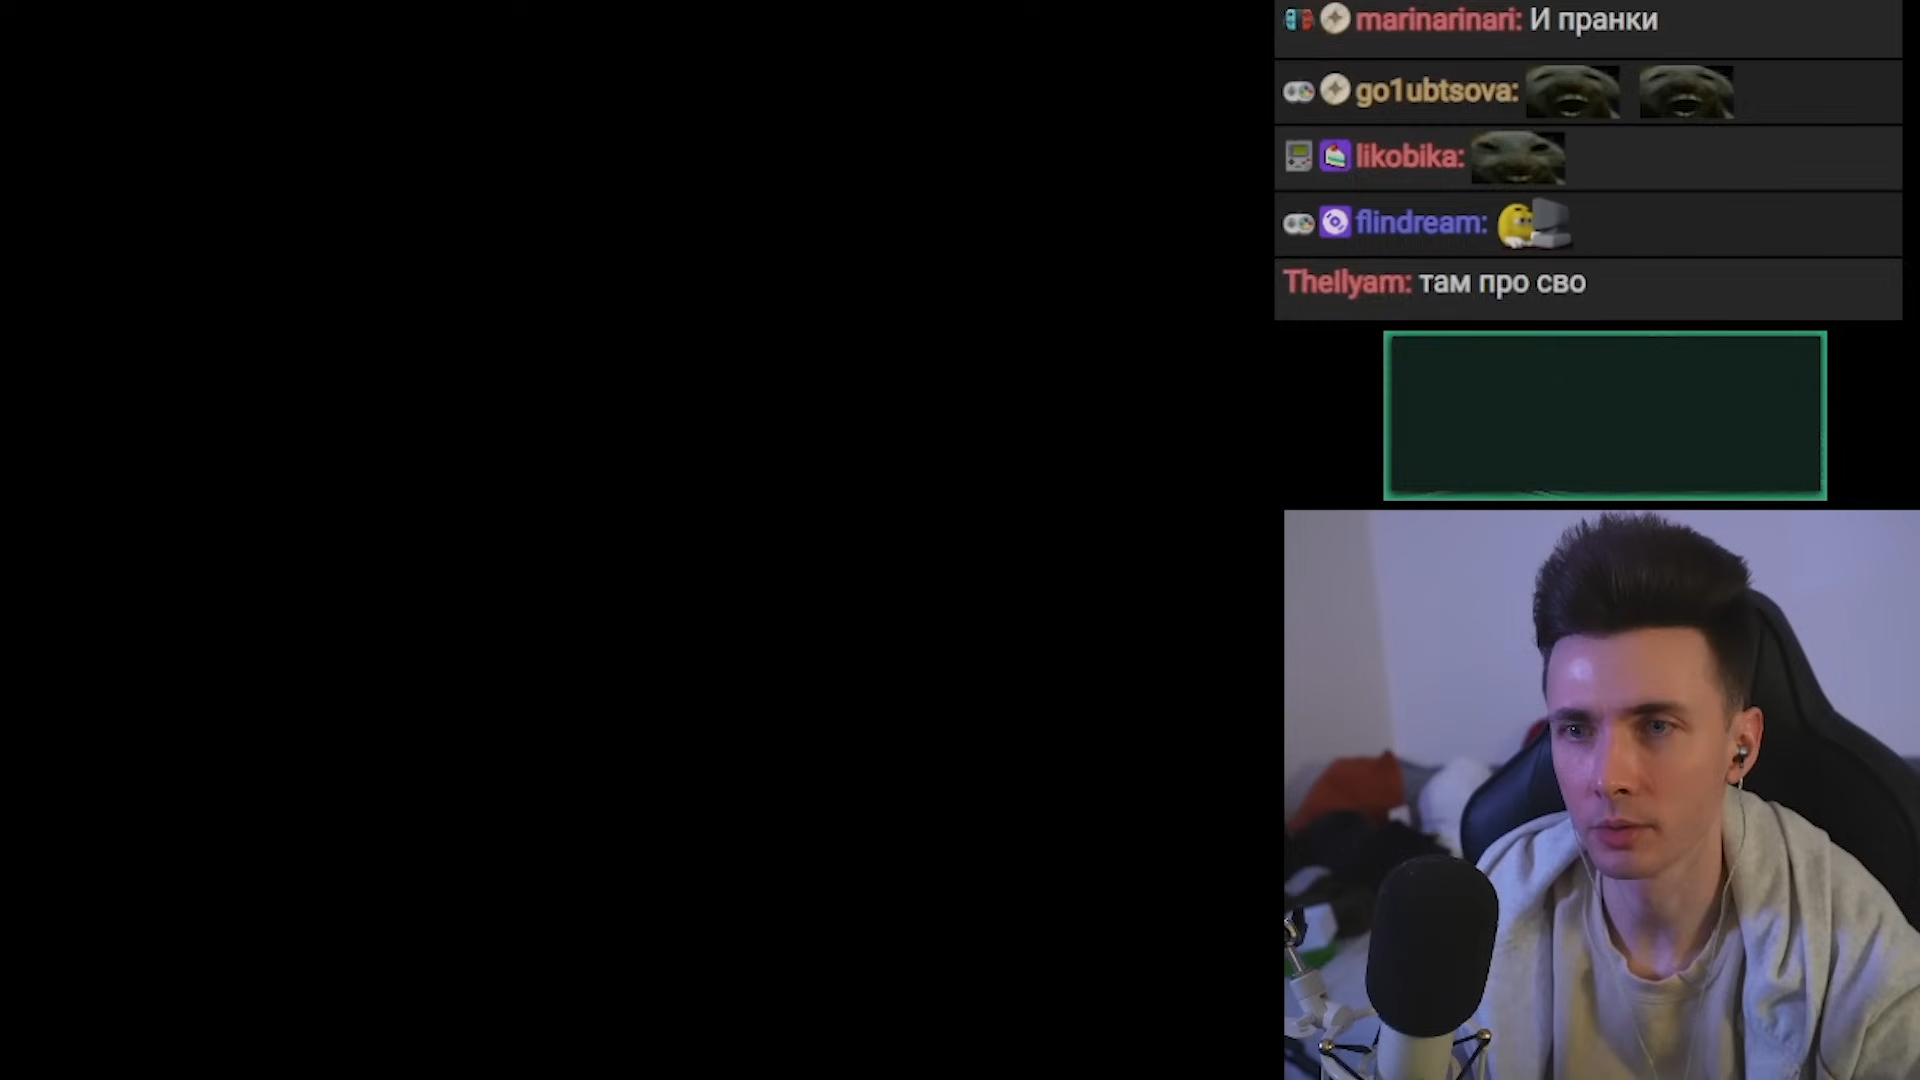 marinarinari: И пранки
go1ubtsova:
likobika:
flindream:
Thellyam: там про сво